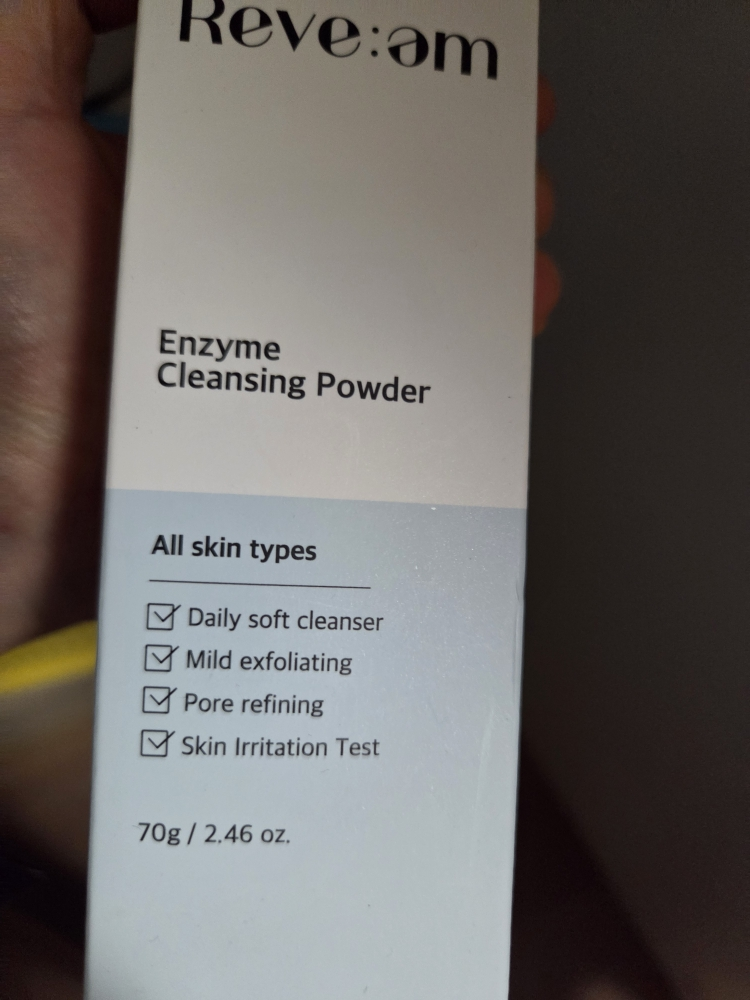 Reve:əm
Enzyme
Cleansing Powder
All skin types
Daily soft cleanser
Mild exfoliating
Pore refining
Skin Irritation Test
70g / 2.46 oz.